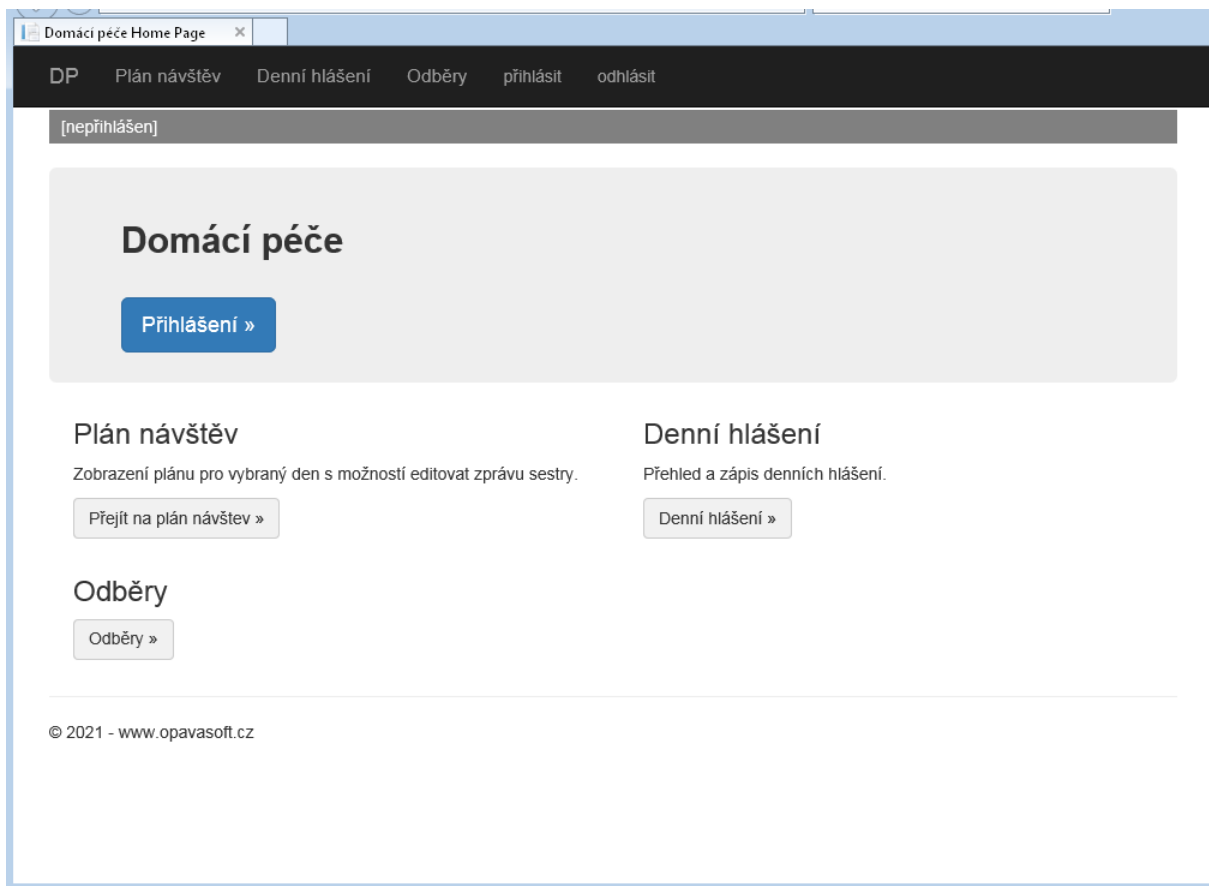 Domácí péče Home Page
DP Plán návštěv Denní hlášení Odběry přihlásit odhlásit
[nepřihlášen]
Domácí péče
Přihlášení »
Plán návštěv
Zobrazení plánu pro vybraný den s možností editovat zprávu sestry.
Přejít na plán návštev »
Denní hlášení
Přehled a zápis denních hlášení.
Denní hlášení »
Odběry
Odběry »
© 2021 - www.opavasoft.cz